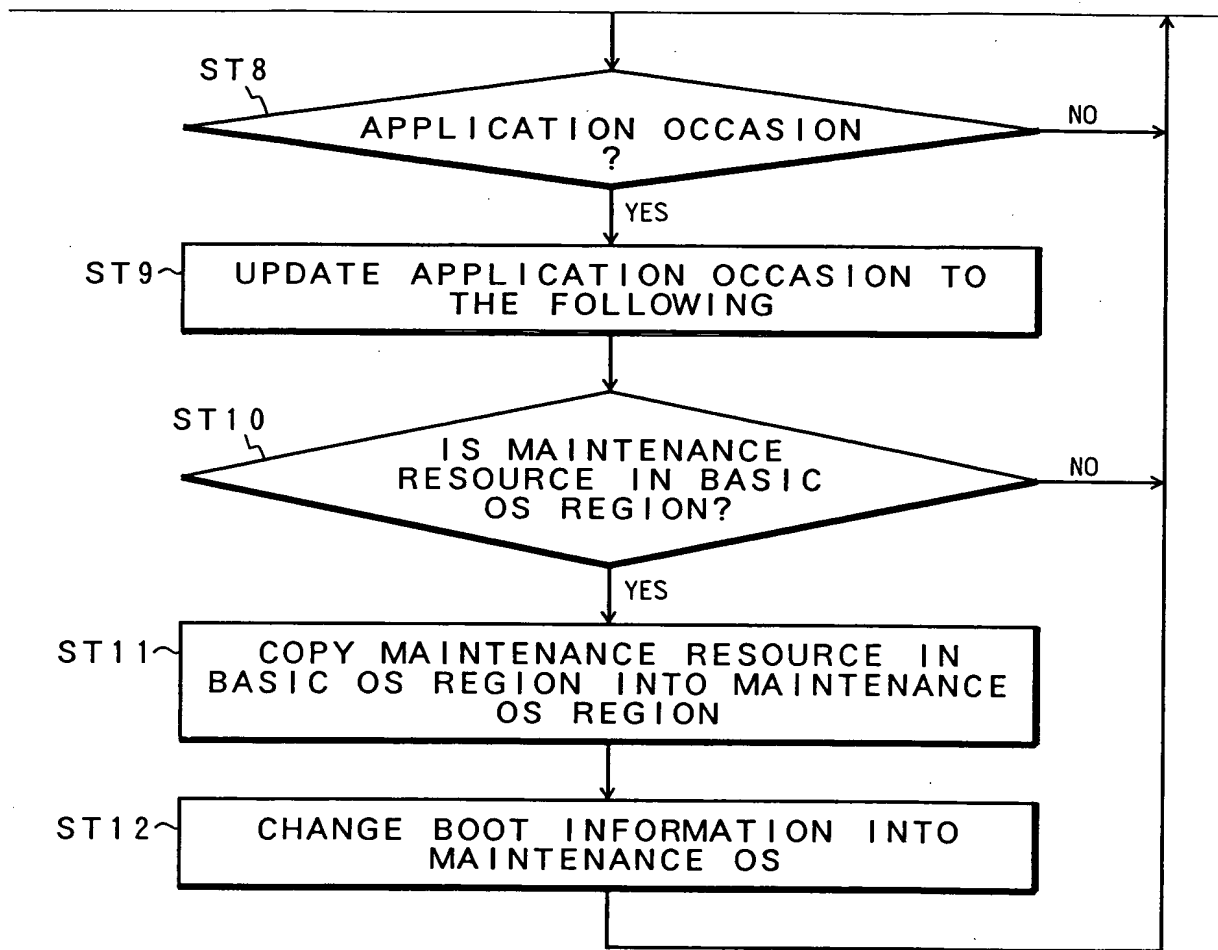 ST8
APPLICATION OCCASION
?
NO
YES
ST9
UPDATE APPLICATION OCCASION TO
THE FOLLOWING
ST10
IS MAINTENANCE
RESOURCE IN BASIC
OS REGION?
NO
YES
ST11
COPY MAINTENANCE RESOURCE IN
BASIC OS REGION INTO MAINTENANCE
OS REGION
ST12
CHANGE BOOT INFORMATION INTO
MAINTENANCE OS